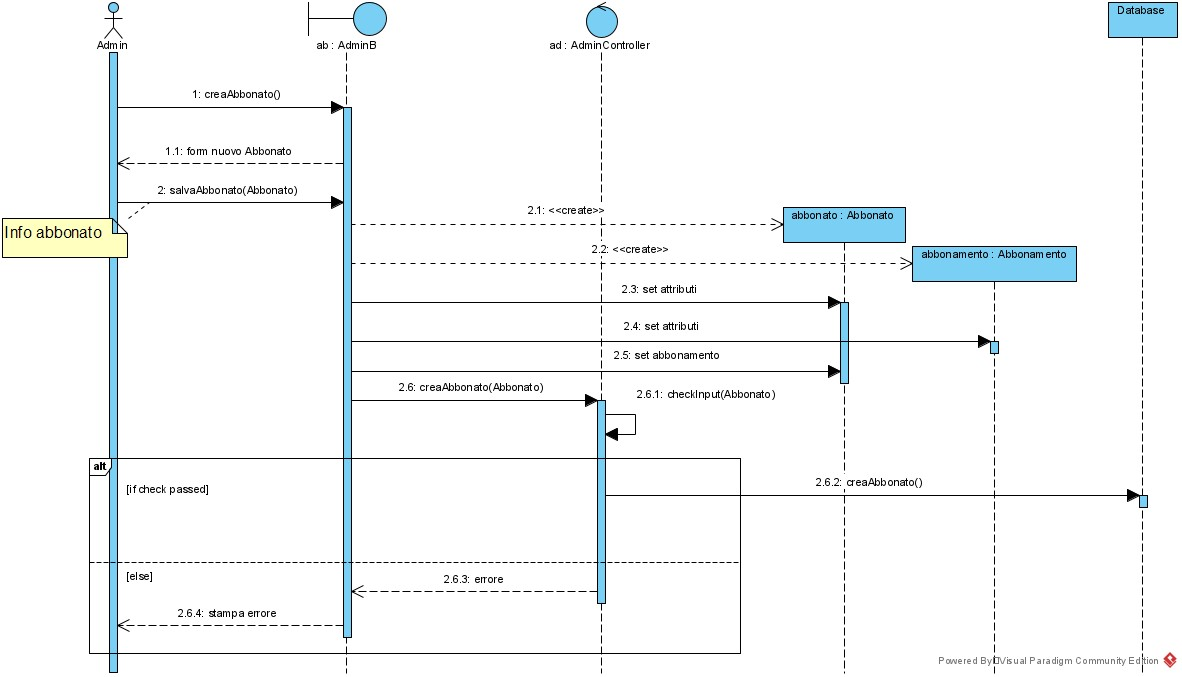 Database
Admin
ab : AdminB
ad : AdminController
1: creaAbbonato()
1.1: form nuovo Abbonato
2: salvaAbbonato(Abbonato)
Info abbonato
2.1: <<create>>
abbonato : Abbonato
2.2: <<create>>
abbonamento : Abbonamento
2.3: set attributi
2.4: set attributi
2.5: set abbonamento
2.6: creaAbbonato(Abbonato)
2.6.1: checkInput(Abbonato)
alt
[if check passed]
2.6.2: creaAbbonato()
[else]
2.6.3: errore
2.6.4: stampa errore
Powered By Visual Paradigm Community Edition